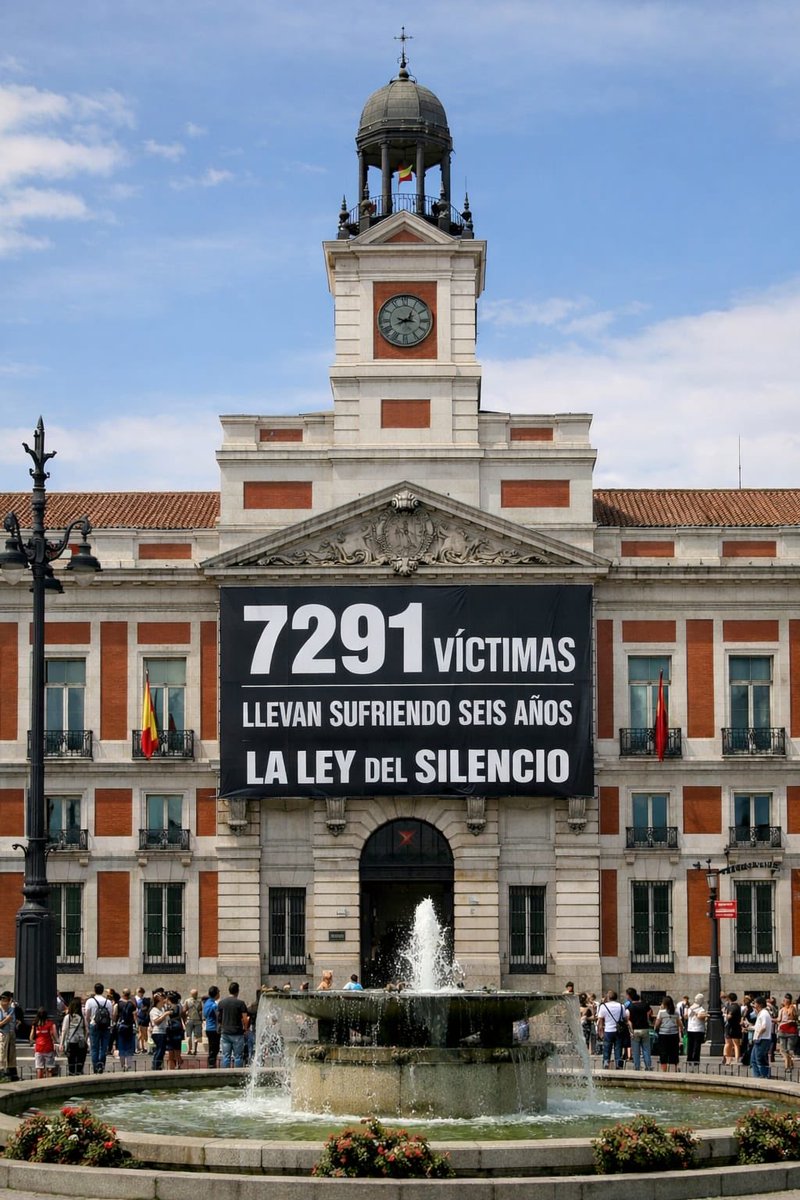 7291 VÍCTIMAS
LLEVAN SUFRIENDO SEIS AÑOS
LA LEY DEL SILENCIO